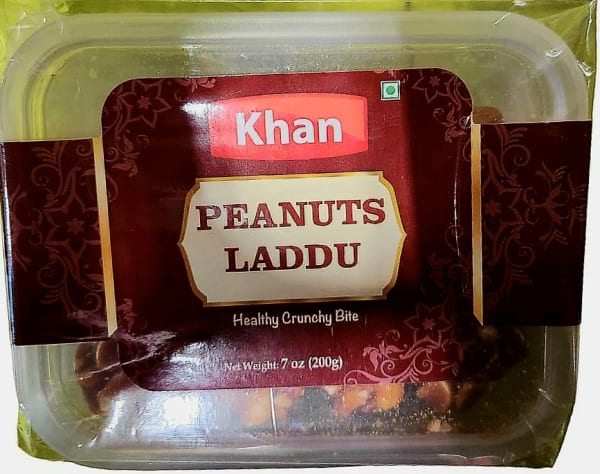 Khan
PEANUTS
LADDU
Healthy Crunchy Bite
Net Weight: 7 oz (200g)